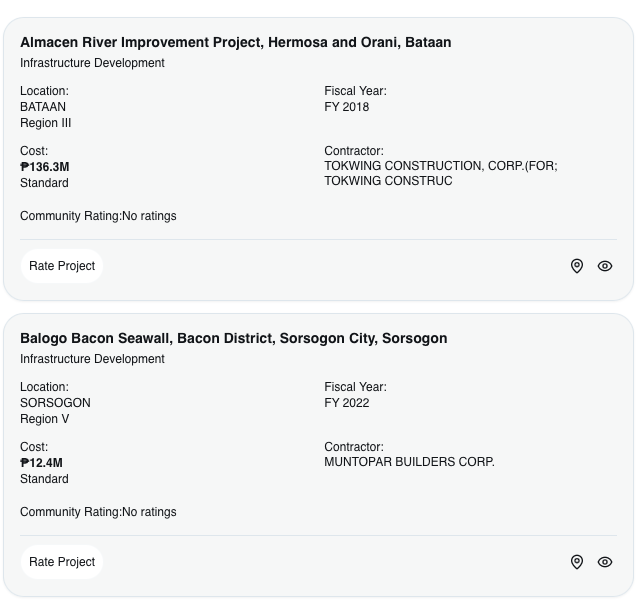 Almacen River Improvement Project, Hermosa and Orani, Bataan
Infrastructure Development
Location:
BATAAN
Region III
Fiscal Year:
FY 2018
Cost:
₱136.3M
Standard
Contractor:
TOKWING CONSTRUCTION, CORP.(FOR;
TOKWING CONSTRUC
Community Rating:No ratings
Rate Project
Balogo Bacon Seawall, Bacon District, Sorsogon City, Sorsogon
Infrastructure Development
Location:
SORSOGON
Region V
Fiscal Year:
FY 2022
Cost:
₱12.4M
Standard
Contractor:
MUNTOPAR BUILDERS CORP.
Community Rating:No ratings
Rate Project